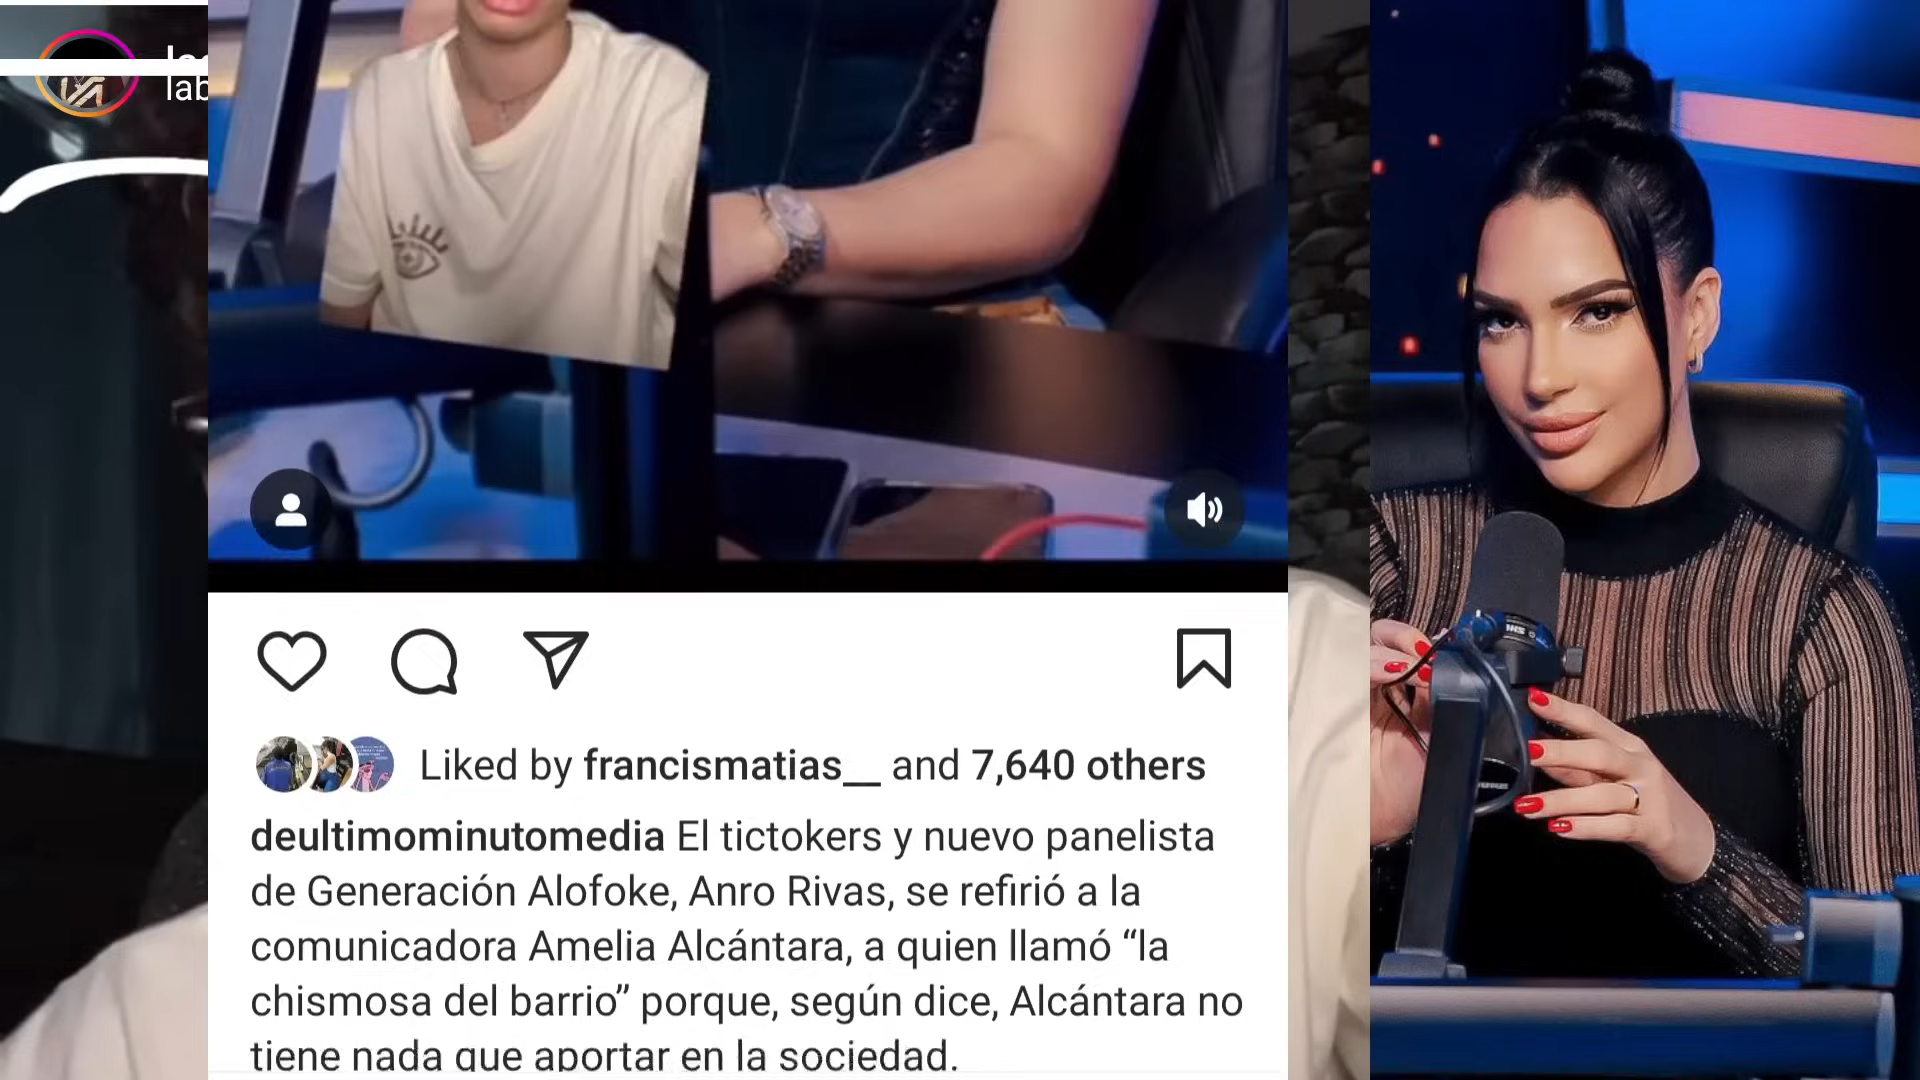 lab
Liked by francismatias__ and 7,640 others
deultimominutomedia El tictokers y nuevo panelista
de Generación Alofoke, Anro Rivas, se refirió a la
comunicadora Amelia Alcántara, a quien llamó “la
chismosa del barrio” porque, según dice, Alcántara no
tiene nada que aportar en la sociedad.